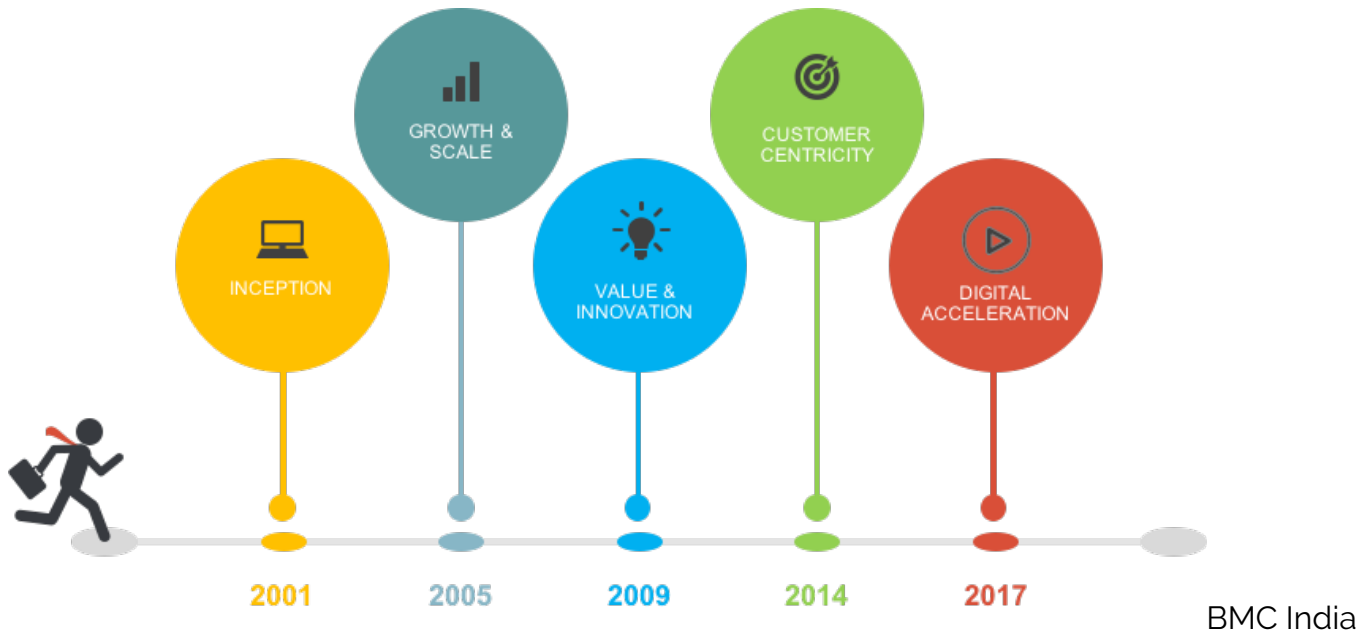 GROWTH &
SCALE
CUSTOMER
CENTRICITY
INCEPTION
VALUE &
INNOVATION
DIGITAL
ACCELERATION
2001
2005
2009
2014
2017
BMC India